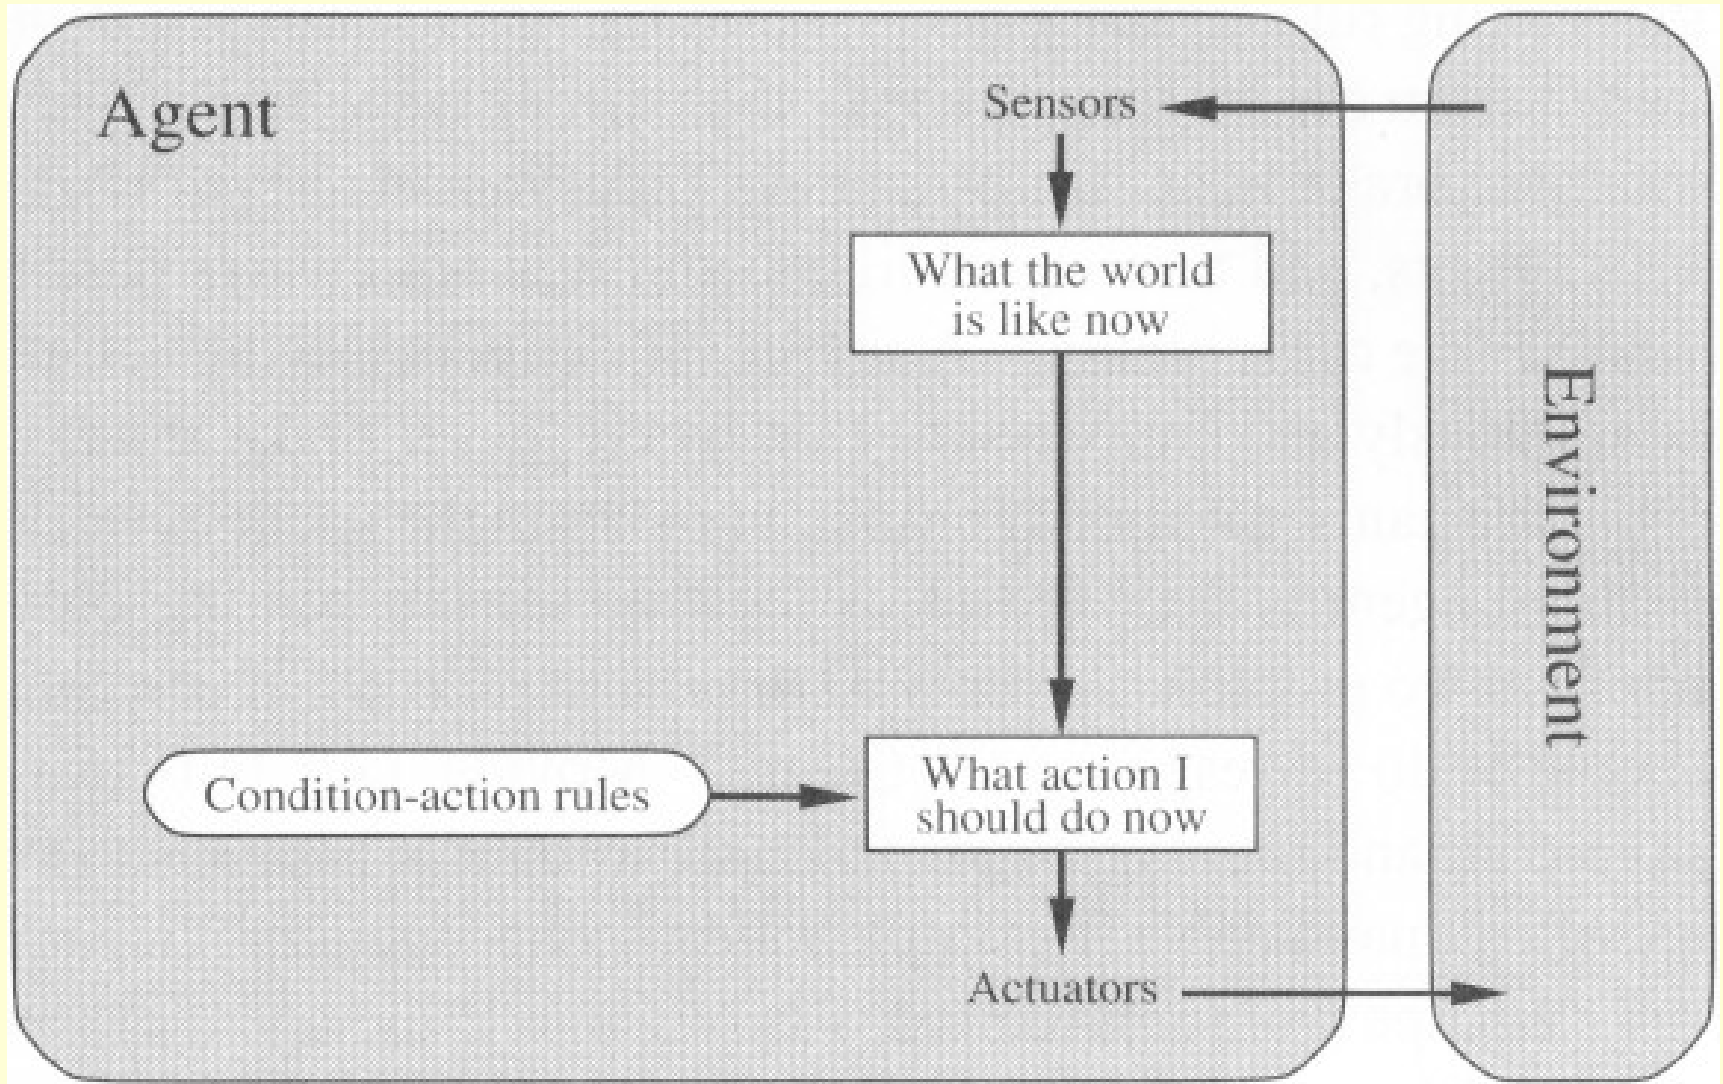 Agent
Sensors
What the world
is like now
Environment
Condition-action rules
What action I
should do now
Actuators